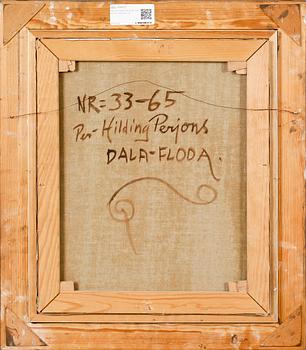 NR=33-65
Per-Hilding Perjons
DALA-FLODA.